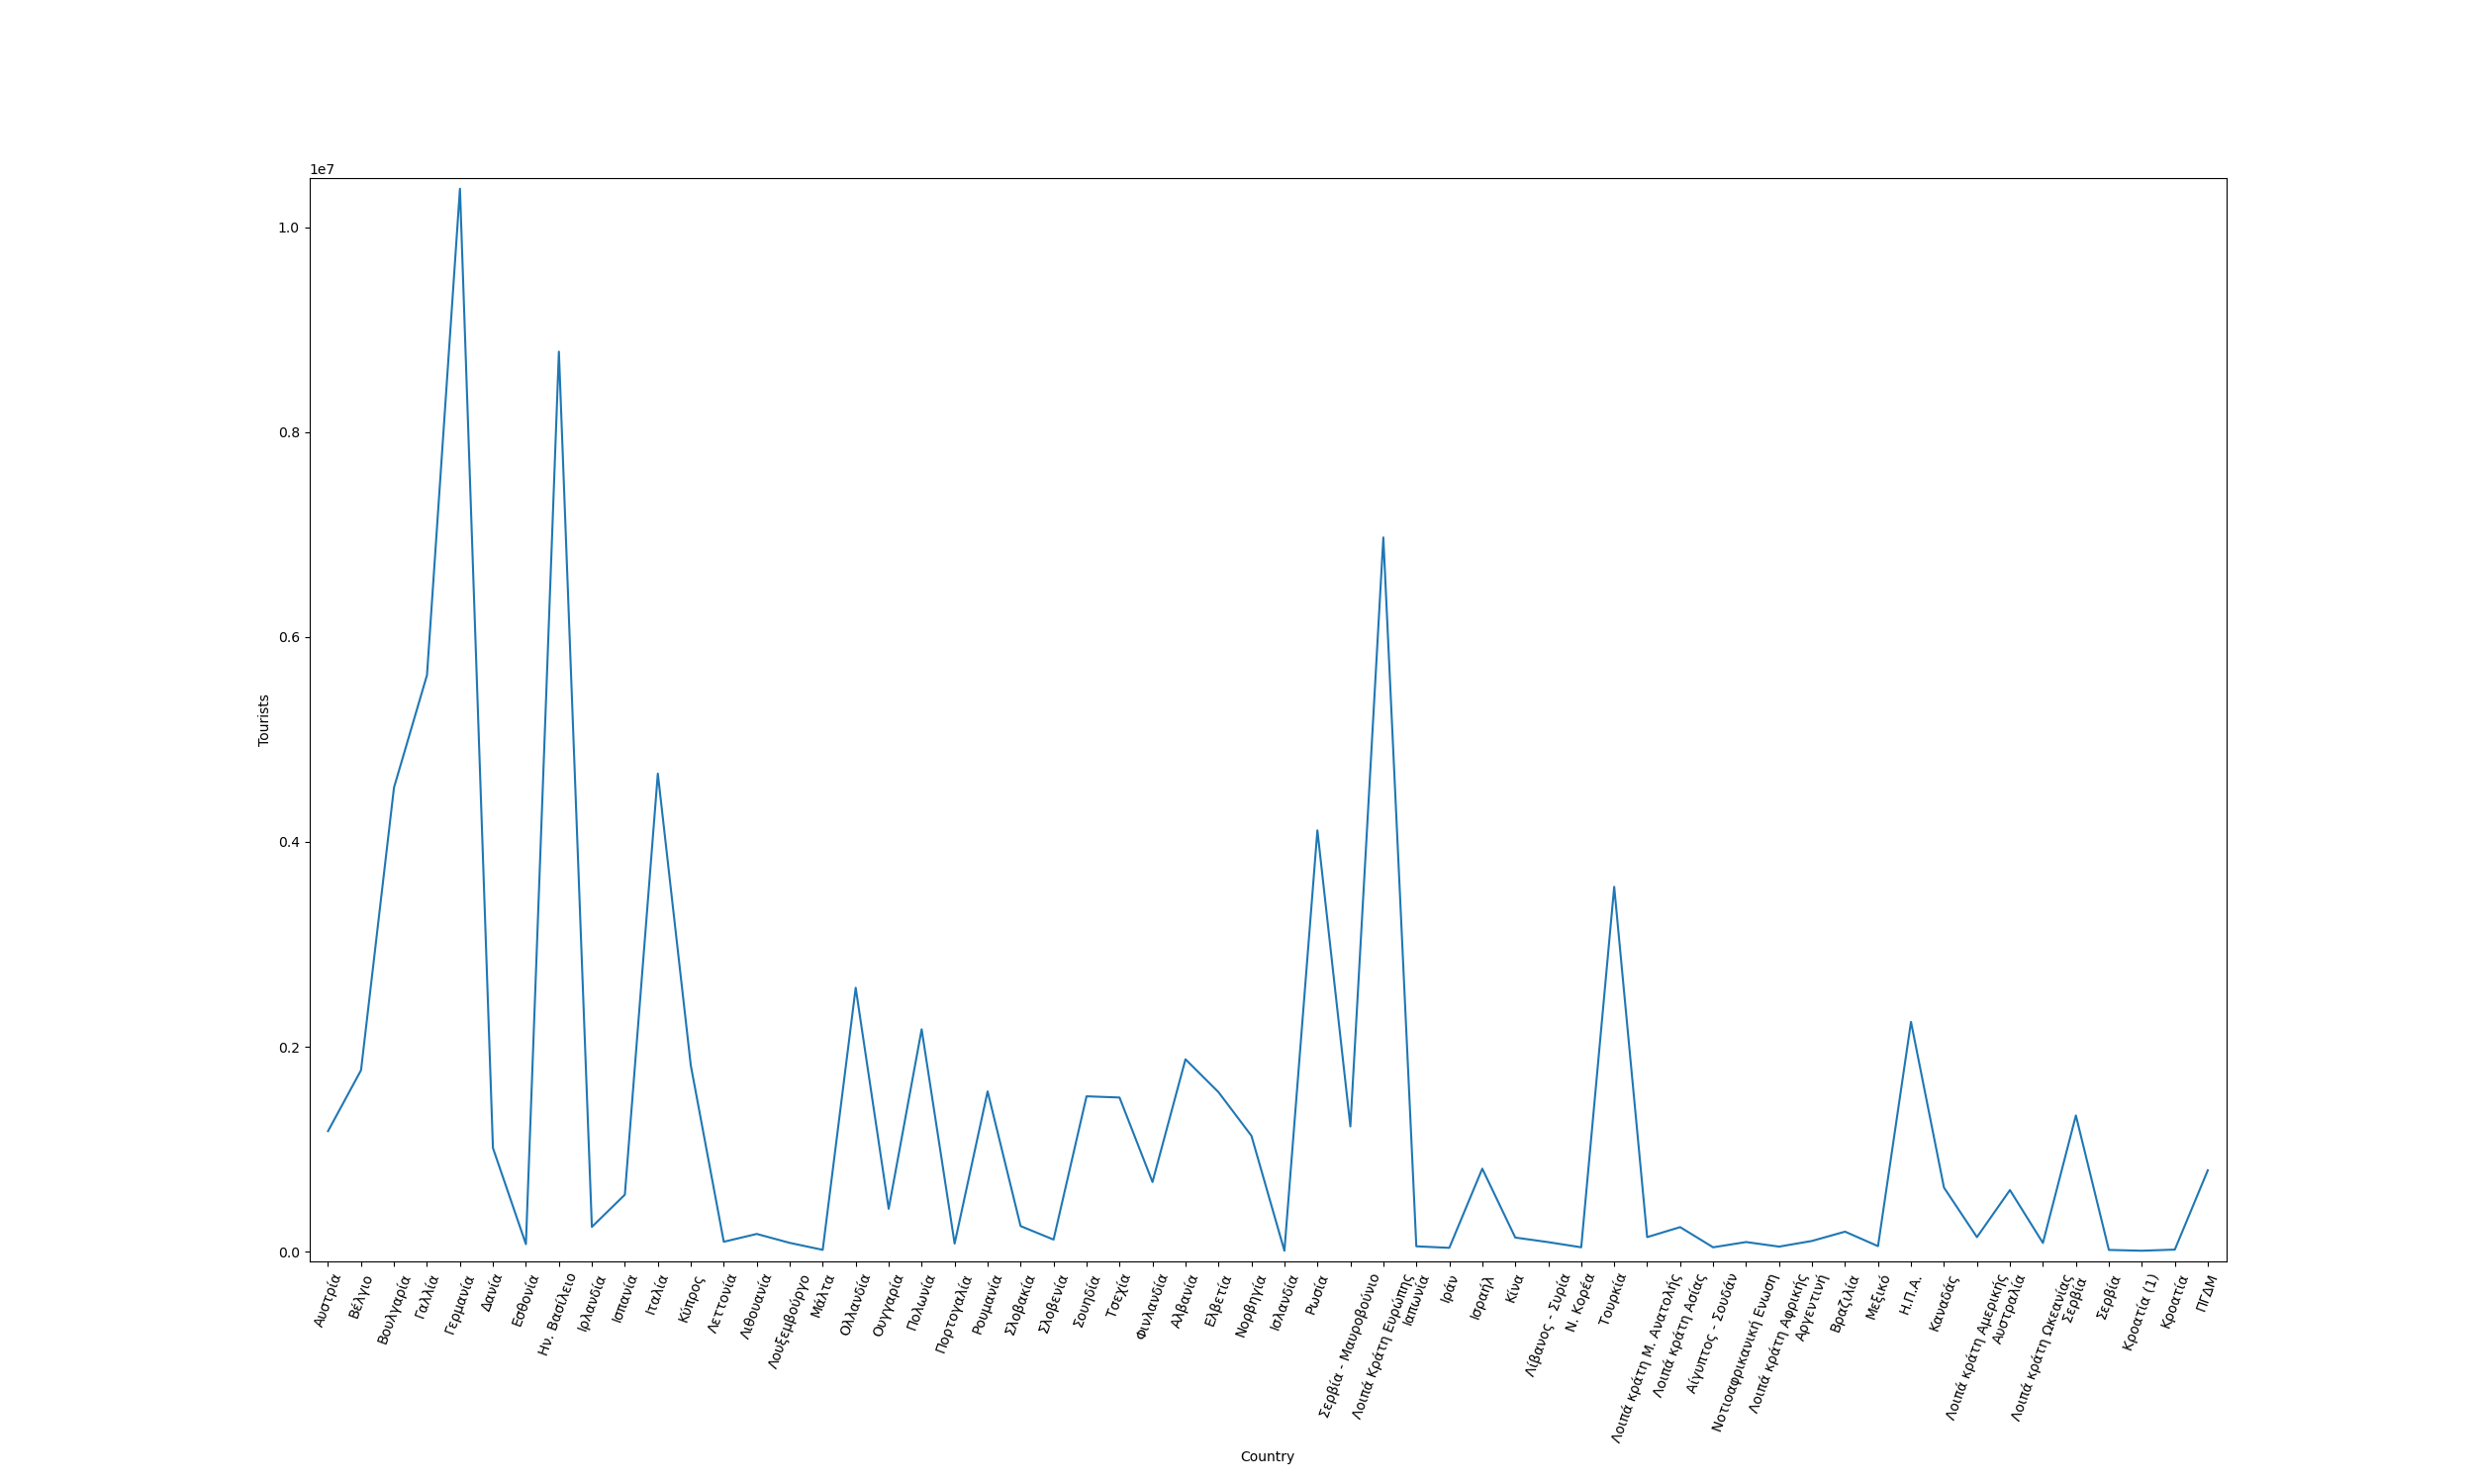 1e7
1.0
0.8
0.6
0.4
0.2
0.0
Tourists
Αυστρία
Βέλγιο
Βουλγαρία
Γαλλία
Γερμανία
Δανία
Εσθονία
Ην. Βασίλειο
Ιρλανδία
Ισπανία
Ιταλία
Κύπρος
Λεττονία
Λιθουανία
Λουξεμβούργο
Μάλτα
Ολλανδία
Ουγγαρία
Πολωνία
Πορτογαλία
Ρουμανία
Σλοβακία
Σλοβενία
Σουηδία
Τσεχία
Φινλανδία
Αλβανία
Ελβετία
Νορβηγία
Ισλανδία
Ρωσία
Σερβία - Μαυροβούνιο
Λοιπά Κράτη Ευρώπης
Ιαπωνία
Ιράν
Ισραήλ
Κίνα
Λίβανος - Συρία
Ν. Κορέα
Τουρκία
Λοιπά κράτη Μ. Ανατολής
Λοιπά κράτη Ασίας
Αίγυπτος - Σουδάν
Νοτιοαφρικανική Ενωση
Λοιπά κράτη Αφρικής
Αργεντινή
Βραζιλία
Μεξικό
Η.Π.Α.
Καναδάς
Λοιπά κράτη Αμερικής
Αυστραλία
Λοιπά κράτη Ωκεανίας
Σερβία
Σερβία
Κροατία (1)
Κροατία
ΠΓΔΜ
Country